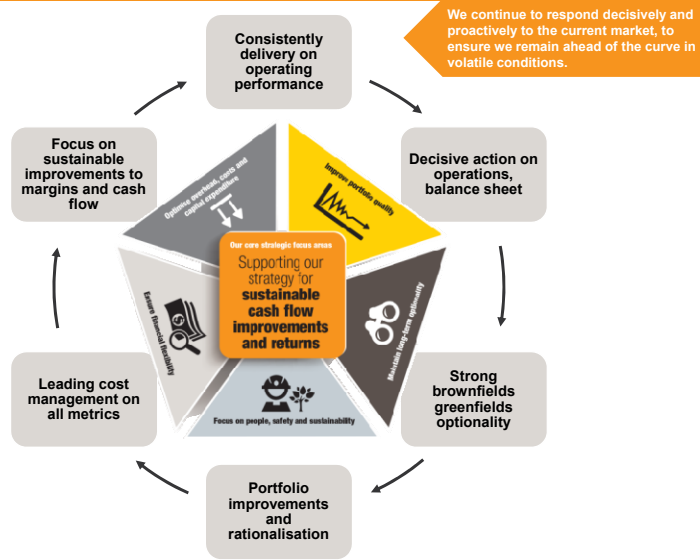 We continue to respond decisively and
proactively to the current market, to
ensure we remain ahead of the curve in
volatile conditions.
Consistently
delivery on
operating
performance
Decisive action on
operations,
balance sheet
Strong
brownfields
greenfields
optionality
Portfolio
improvements
and
rationalisation
Leading cost
management on
all metrics
Focus on
sustainable
improvements to
margins and cash
flow
Optimise overheads, costs and
capital expenditure
Improve portfolio quality
Maintain long-term optionality
Focus on people, safety and sustainability
Ensure financial flexibility
Our core strategic focus areas
Supporting our
strategy for
sustainable
cash flow
improvements
and returns